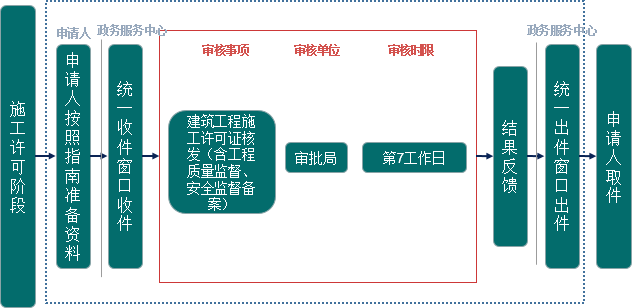 施工许可阶段
申请人
申请人按照指南准备资料
政务服务中心
统一收件窗口收件
审核事项
审核单位
审核时限
建筑工程施
工许可证核
发（含工程
质量监督、
安全监督备
案）
审批局
第7工作日
结果反馈
政务服务中心
统一出件窗口出件
申请人取件